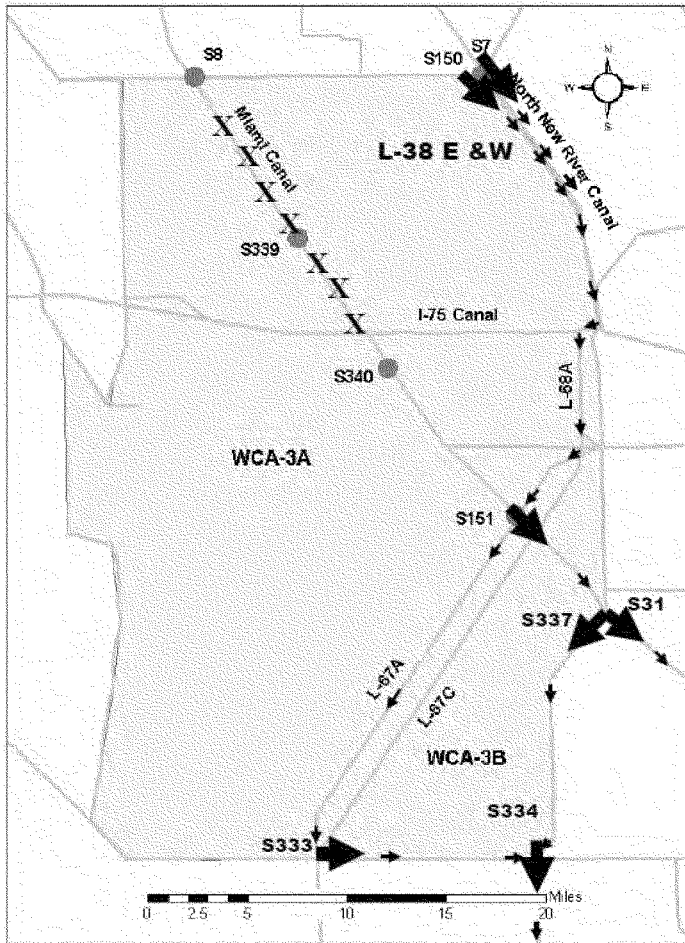 S8
S150
S7
N
W
E
S
North New River Canal
Miami Canal
X
X
X
X
X
X
X
L-38 E &W
S339
I-75 Canal
S340
L-68A
WCA-3A
S151
S337
S31
L-67A
L-67C
WCA-3B
S334
S333
Miles
0 2.5 5 10 15 20